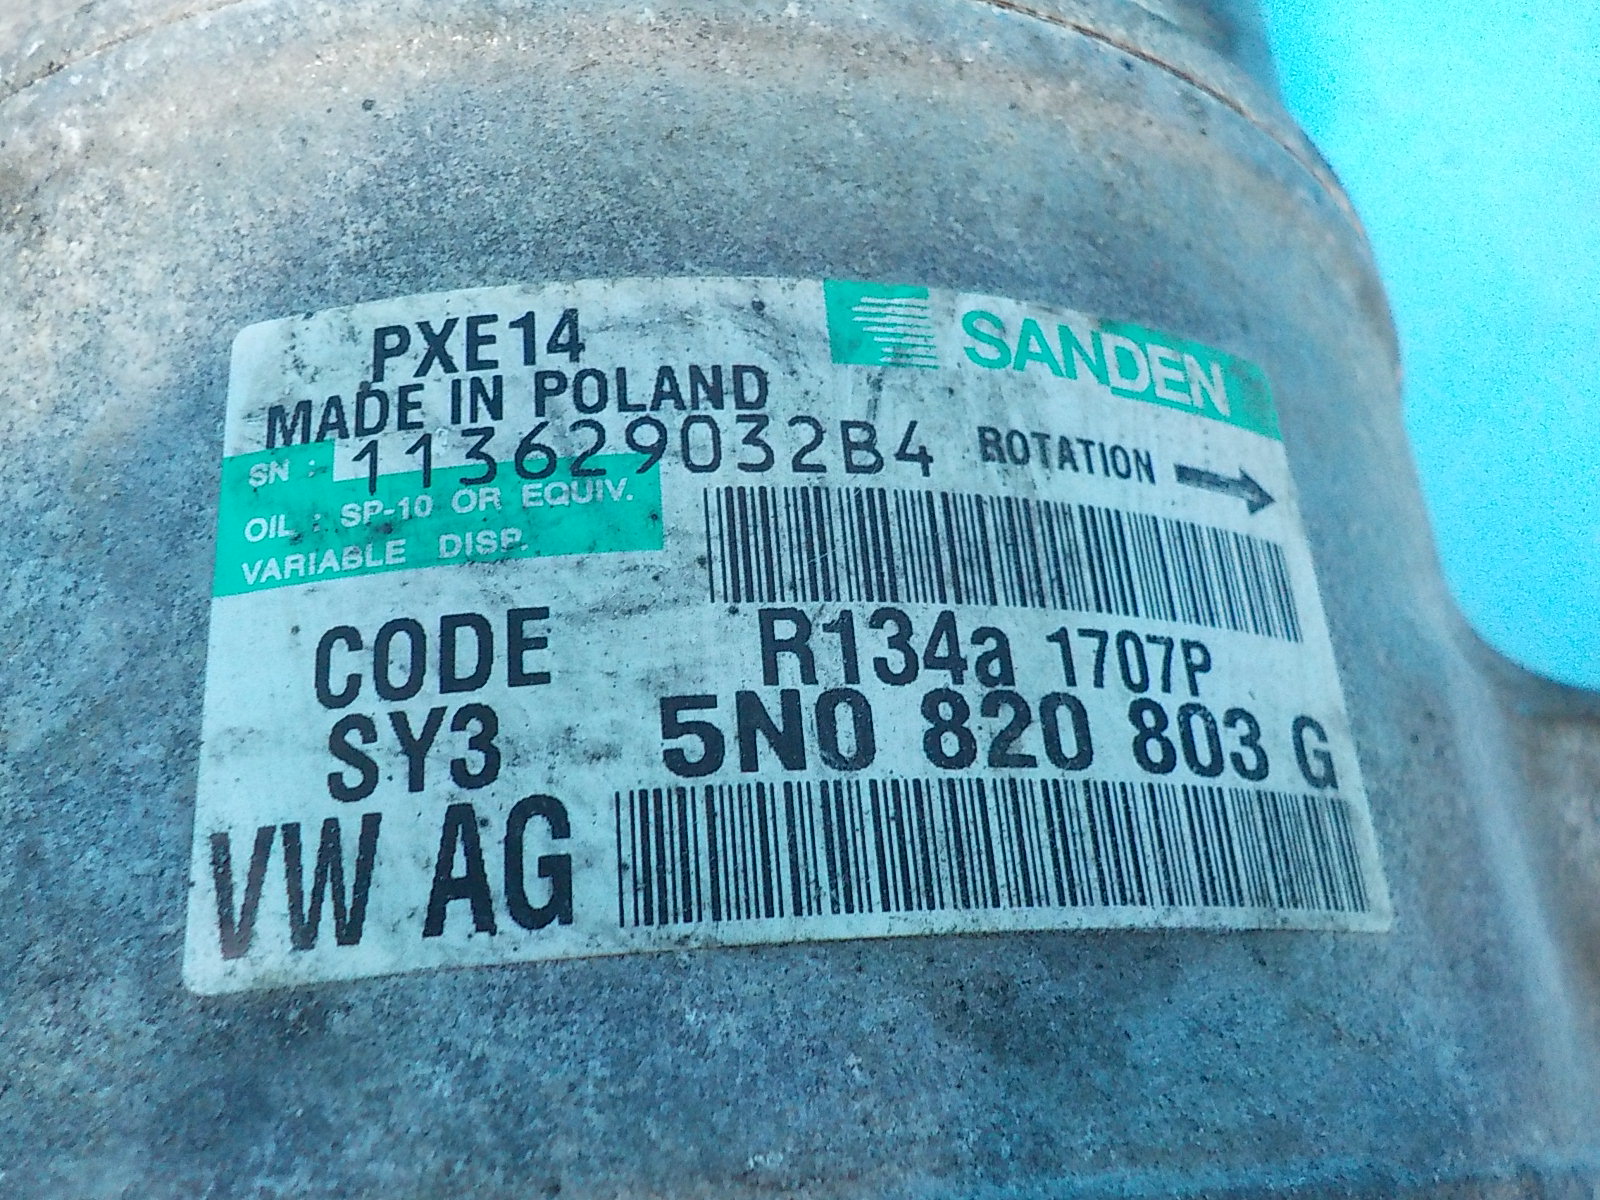 PXE14
SANDEN
MADE IN POLAND
SN : 113629032B4
ROTATION
OIL : SP-10 OR EQUIV.
VARIABLE DISP.
CODE
R134a 1707P
SY3
5N0 820 803 G
VW AG